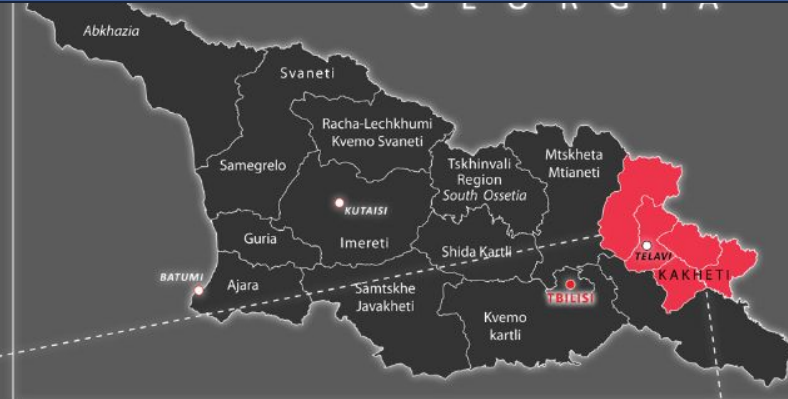 GEORGIA
Abkhazia
Svaneti
Racha-Lechkhumi
Kvemo Svaneti
Mtskheta
Mtianeti
Samegrelo
Tskhinvali
Region
South Ossetia
KUTAISI
Guria
Imereti
Shida Kartli
TELAVI
KAKHETI
BATUMI
Ajara
Samtskhe
Javakheti
TBILISI
Kvemo
kartli